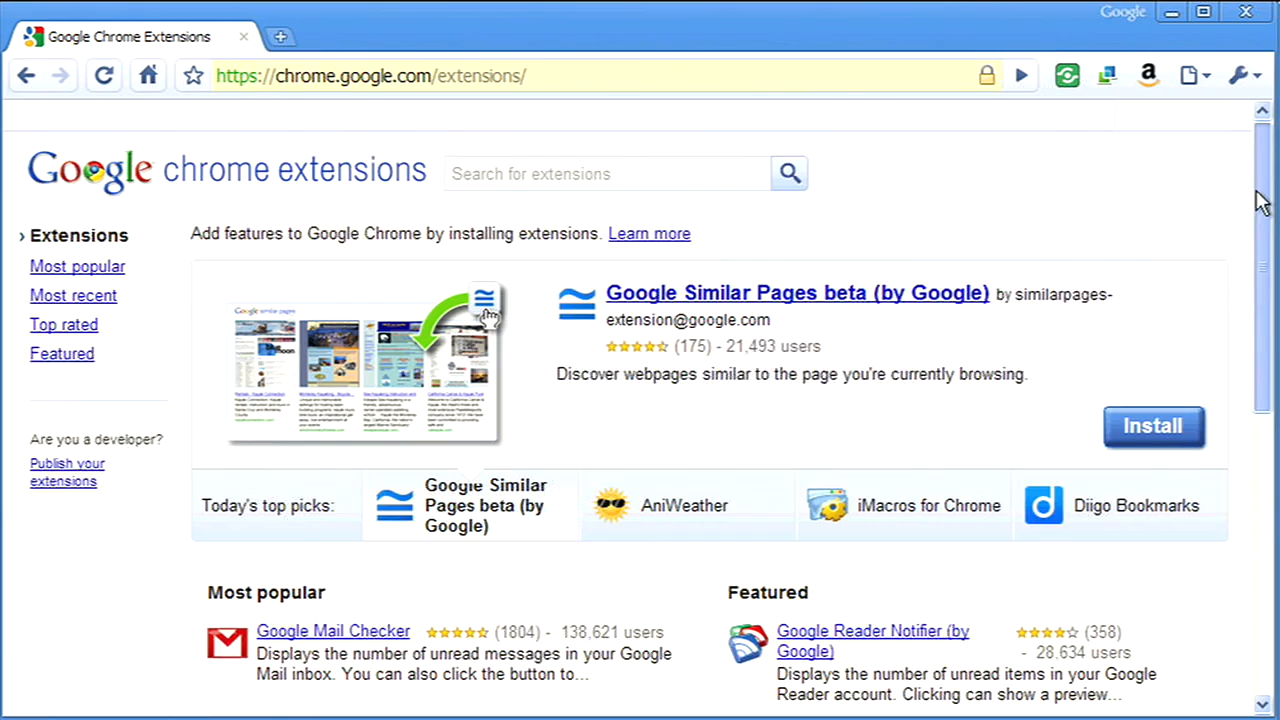 Google
Google Chrome Extensions
https://chrome.google.com/extensions/
a
Google chrome extensions
Search for extensions
› Extensions
Most popular
Most recent
Top rated
Featured
Are you a developer?
Publish your
extensions
Add features to Google Chrome by installing extensions. Learn more
Google similar pages
Google Similar Pages beta (by Google) by similarpages-
extension@google.com
(175) - 21,493 users
Discover webpages similar to the page you're currently browsing.
Install
Today's top picks:
Google Similar
Pages beta (by
Google)
AniWeather
iMacros for Chrome
d
Diigo Bookmarks
Most popular
Google Mail Checker (1804) - 138,621 users
Displays the number of unread messages in your Google
Mail inbox. You can also click the button to...
Featured
Google Reader Notifier (by
Google)
(358)
- 28,634 users
Displays the number of unread items in your Google
Reader account. Clicking can show a preview...